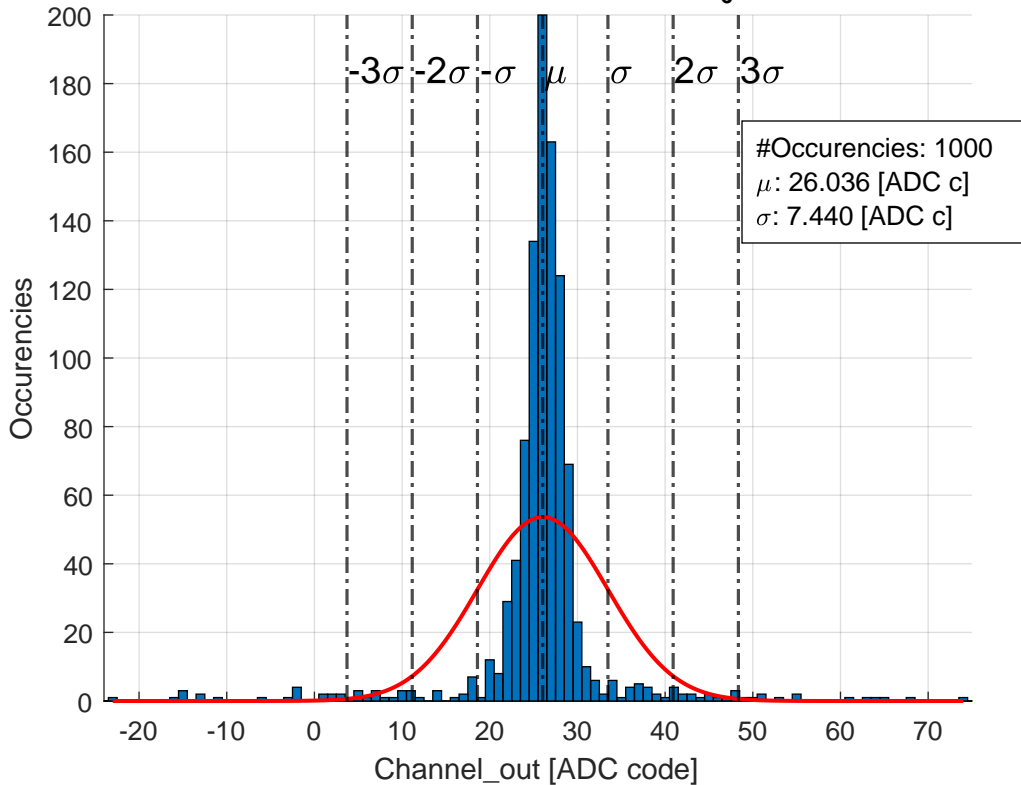 200
180
160
140
120
100
80
60
40
20
0
-3σ -2σ -σ μ σ 2σ 3σ
#Occurencies: 1000
μ: 26.036 [ADC c]
σ: 7.440 [ADC c]
Occurencies
-20 -10 0 10 20 30 40 50 60 70
Channel_out [ADC code]